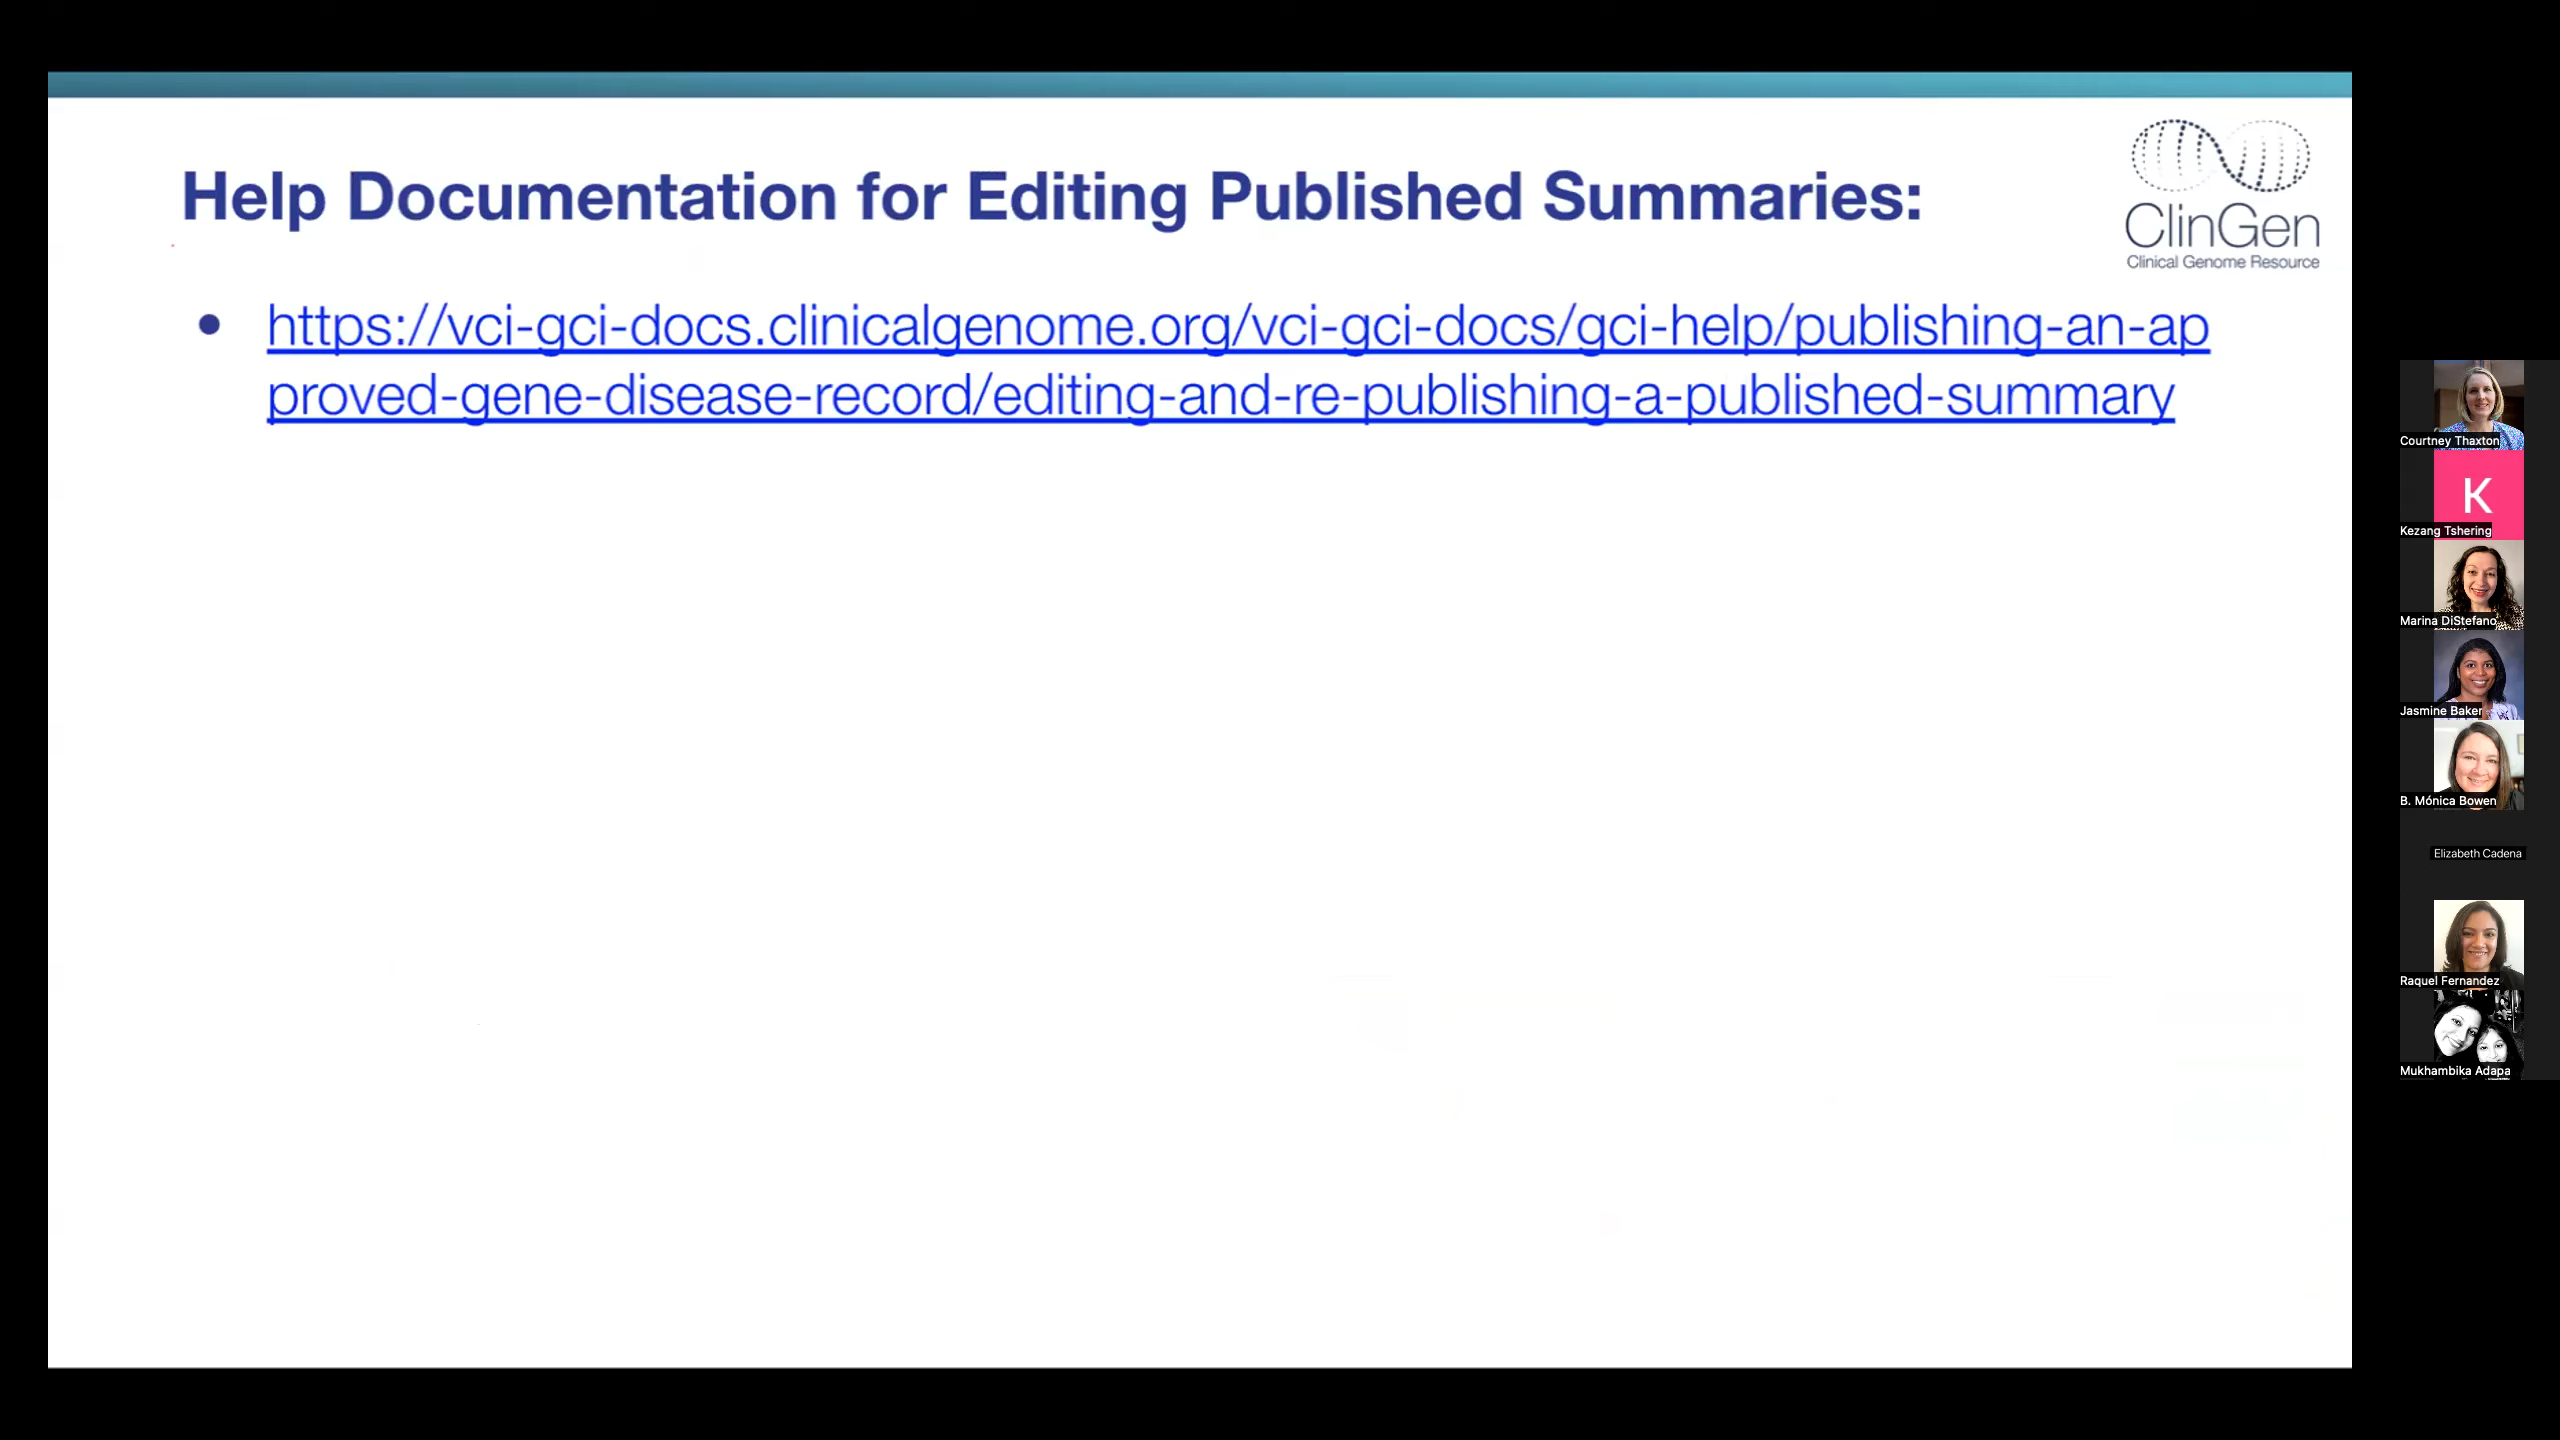 Help Documentation for Editing Published Summaries:
ClinGen
Clinical Genome Resource
● https://vci-gci-docs.clinicalgenome.org/vci-gci-docs/gci-help/publishing-an-ap
proved-gene-disease-record/editing-and-re-publishing-a-published-summary
Courtney Thaxton
K
Kezang Tshering
Marina DiStefano
Jasmine Baker
B. Mónica Bowen
Elizabeth Cadena
Raquel Fernandez
Mukhambika Adapa